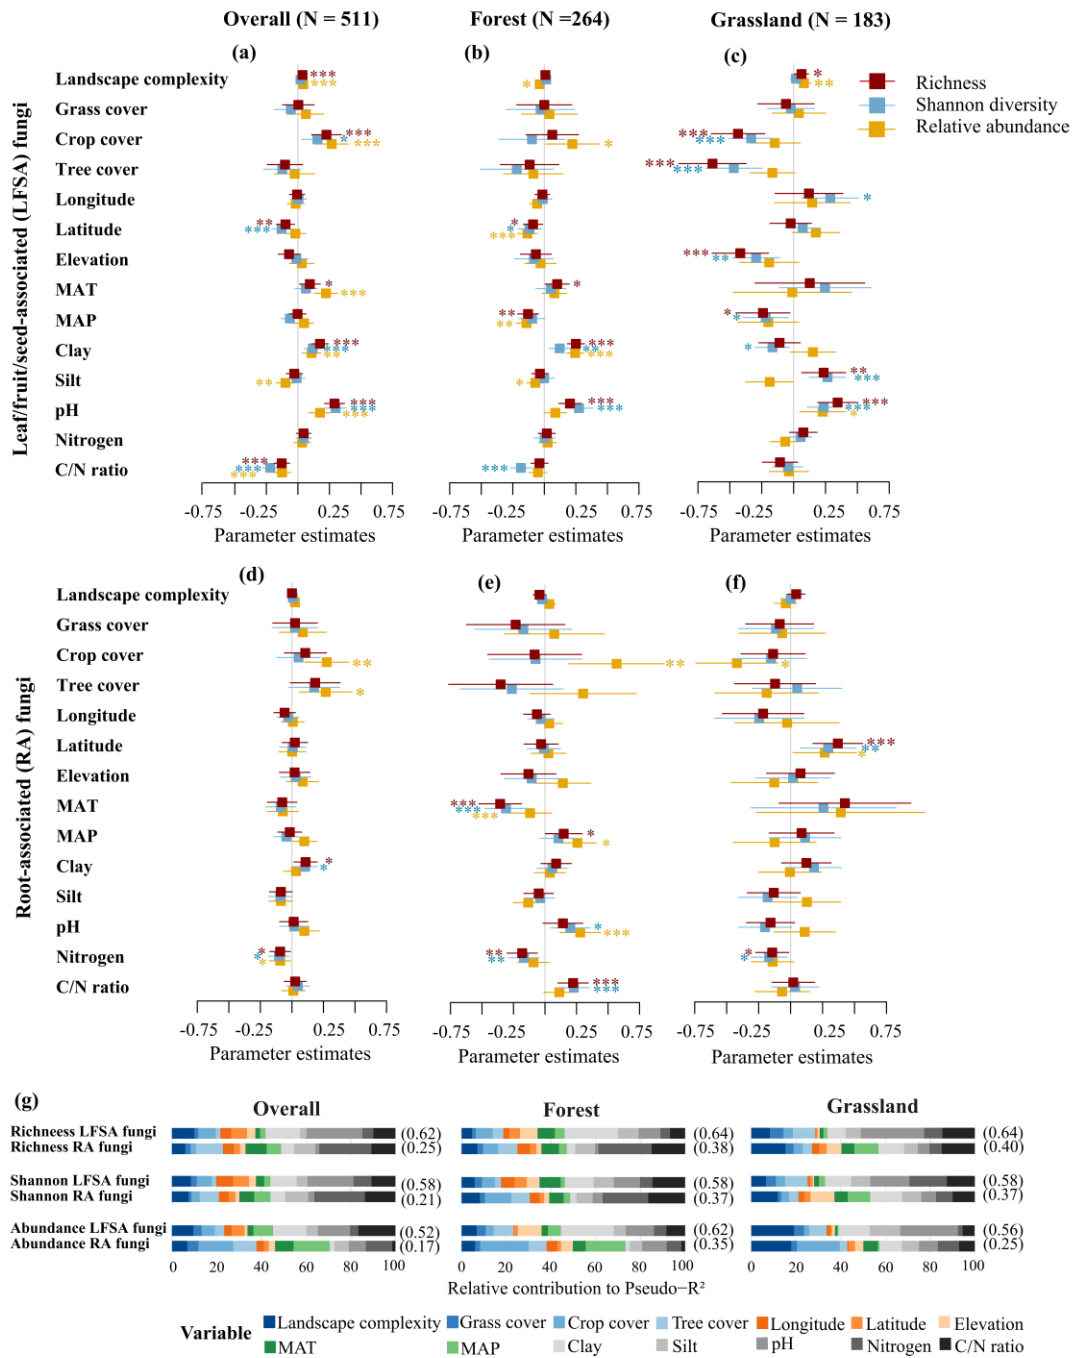 Overall (N = 511)
Forest (N =264)
Grassland (N = 183)
(a)
(b)
(c)
Leaf/fruit/seed-associated (LFSA) fungi
Landscape complexity
Grass cover
Crop cover
Tree cover
Longitude
Latitude
Elevation
MAT
MAP
Clay
Silt
pH
Nitrogen
C/N ratio
Richness
Shannon diversity
Relative abundance
-0.75 -0.25 0.25 0.75
-0.75 -0.25 0.25 0.75
-0.75 -0.25 0.25 0.75
Parameter estimates
Parameter estimates
Parameter estimates
(d)
(e)
(f)
Root-associated (RA) fungi
Landscape complexity
Grass cover
Crop cover
Tree cover
Longitude
Latitude
Elevation
MAT
MAP
Clay
Silt
pH
Nitrogen
C/N ratio
-0.75 -0.25 0.25 0.75
-0.75 -0.25 0.25 0.75
-0.75 -0.25 0.25 0.75
Parameter estimates
Parameter estimates
Parameter estimates
(g)
Overall
Forest
Grassland
Richneess LFSA fungi (0.62) (0.64) (0.64)
Richness RA fungi (0.25) (0.38) (0.40)
Shannon LFSA fungi (0.58) (0.58) (0.58)
Shannon RA fungi (0.21) (0.37) (0.37)
Abundance LFSA fungi (0.52) (0.62) (0.56)
Abundance RA fungi (0.17) (0.35) (0.25)
0 20 40 60 80 100
0 20 40 60 80 100
0 20 40 60 80 100
Relative contribution to Pseudo−R²
Variable
Landscape complexity Grass cover Crop cover Tree cover Longitude Latitude Elevation
MAT MAP Clay Silt pH Nitrogen C/N ratio